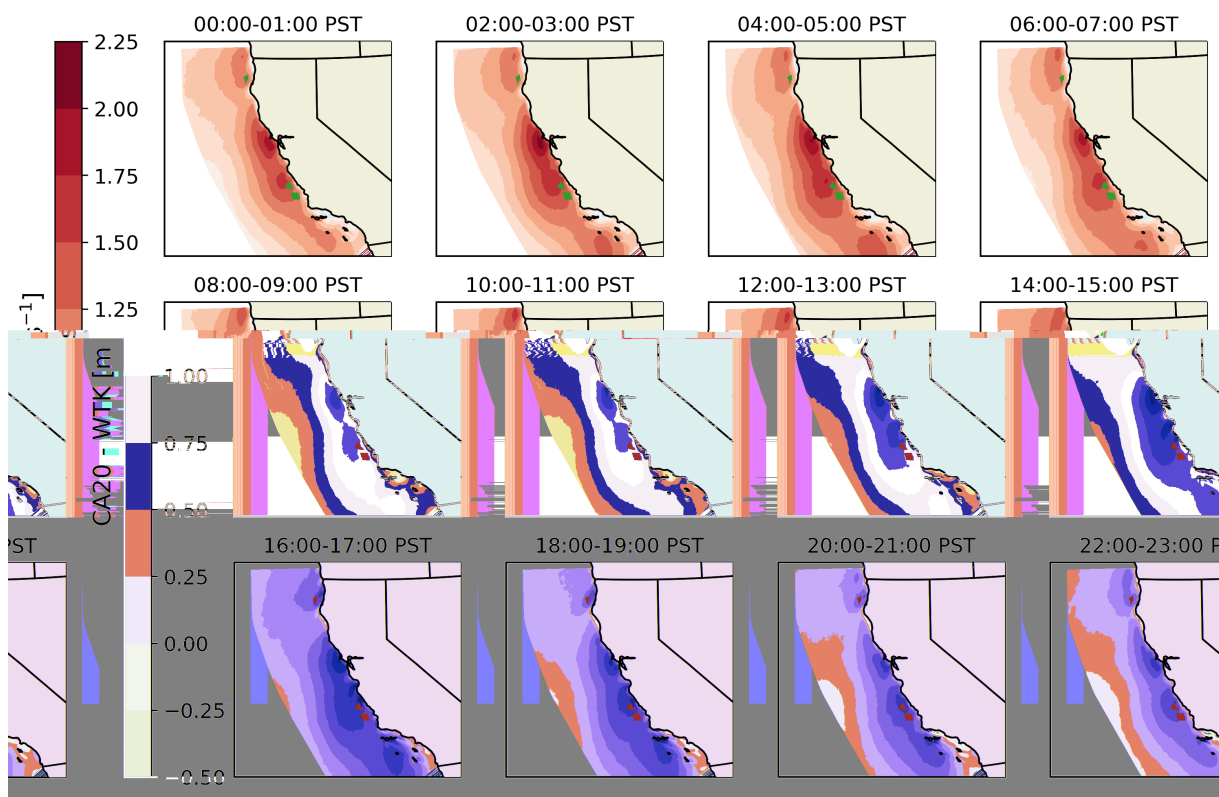 00:00-01:00 PST
02:00-03:00 PST
04:00-05:00 PST
06:00-07:00 PST
2.25
2.00
1.75
1.50
1.25
08:00-09:00 PST
10:00-11:00 PST
12:00-13:00 PST
14:00-15:00 PST
s⁻¹]
CA20 - WTK [m
1.00
0.75
0.50
0.25
0.00
−0.25
−0.50
PST
16:00-17:00 PST
18:00-19:00 PST
20:00-21:00 PST
22:00-23:00 P